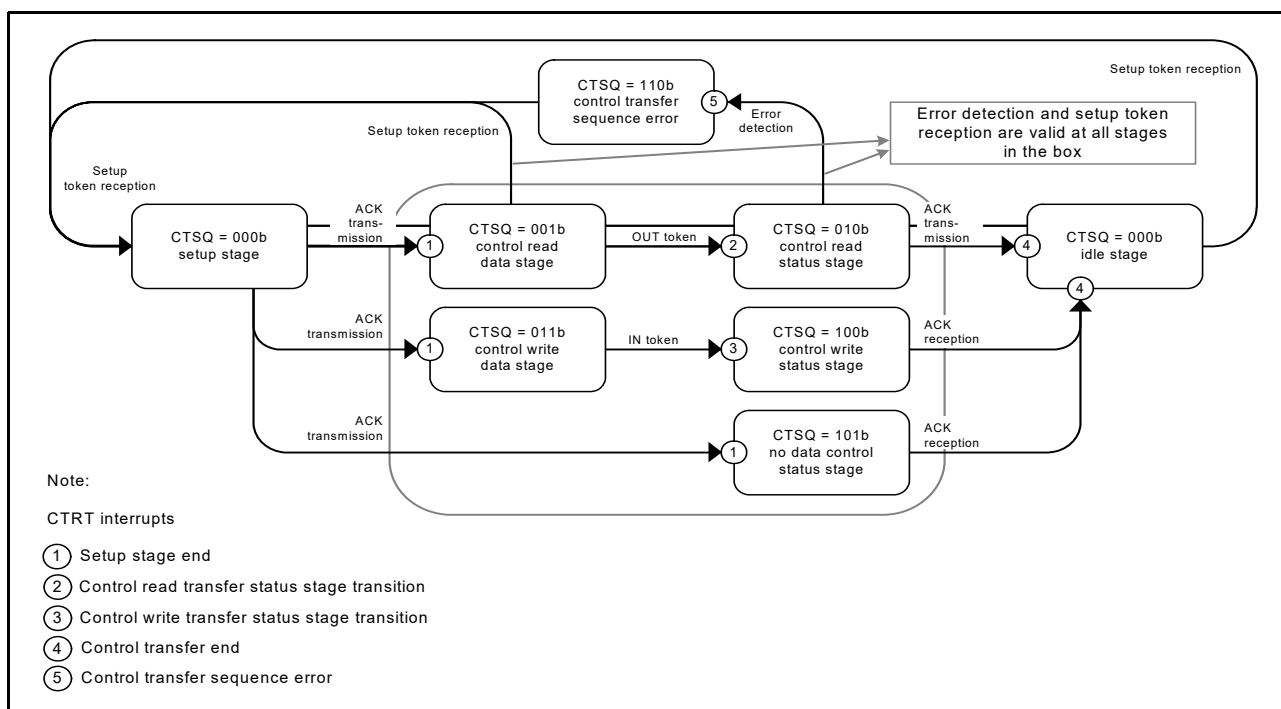 Setup token reception
CTSQ = 110b
control transfer
sequence error
5
Error
detection
Setup token reception
Error detection and setup token
reception are valid at all stages
in the box
Setup
token reception
CTSQ = 000b
setup stage
ACK
trans-
mission
1
CTSQ = 001b
control read
data stage
OUT token
2
CTSQ = 010b
control read
status stage
ACK
trans-
mission
4
CTSQ = 000b
idle stage
4
ACK
transmission
1
CTSQ = 011b
control write
data stage
IN token
3
CTSQ = 100b
control write
status stage
ACK
reception
ACK
transmission
1
CTSQ = 101b
no data control
status stage
ACK
reception
Note:
CTRT interrupts
1 Setup stage end
2 Control read transfer status stage transition
3 Control write transfer status stage transition
4 Control transfer end
5 Control transfer sequence error